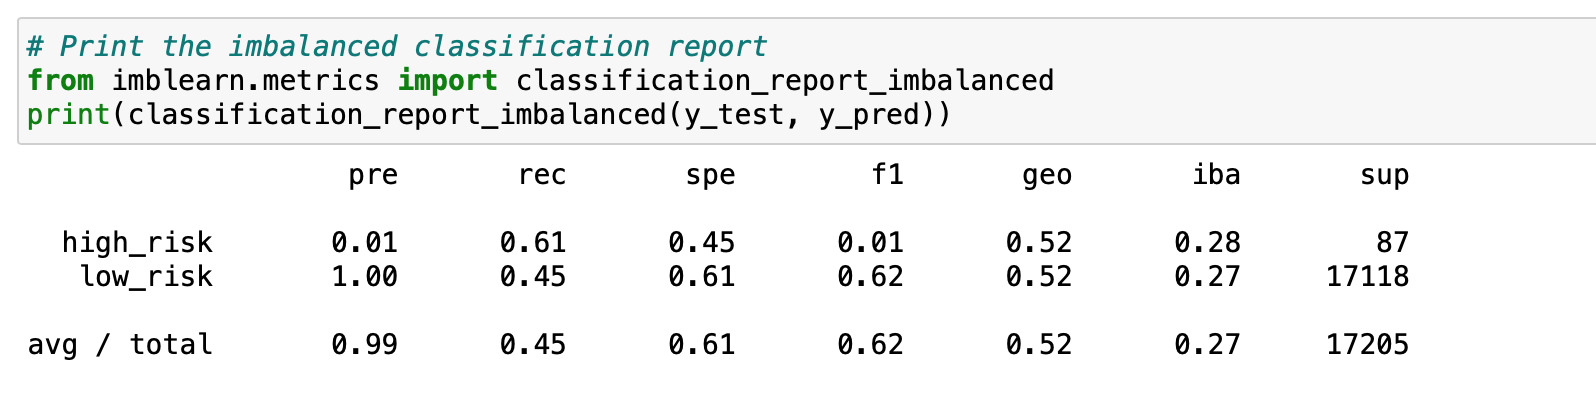 # Print the imbalanced classification report
from imblearn.metrics import classification_report_imbalanced
print(classification_report_imbalanced(y_test, y_pred))
pre rec spe f1 geo iba sup
high_risk 0.01 0.61 0.45 0.01 0.52 0.28 87
low_risk 1.00 0.45 0.61 0.62 0.52 0.27 17118
avg / total 0.99 0.45 0.61 0.62 0.52 0.27 17205